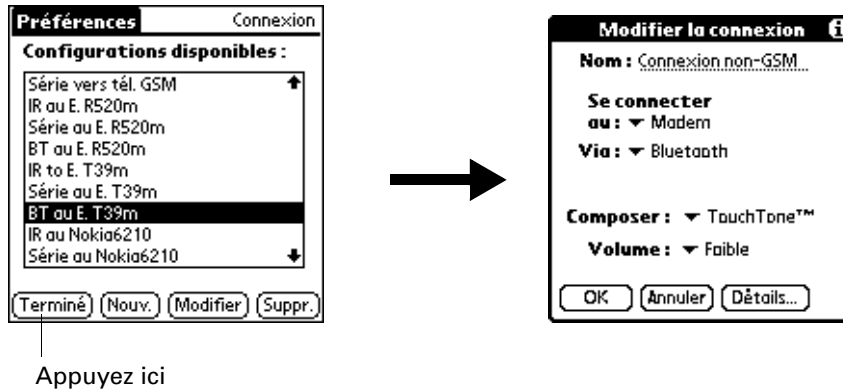 Préférences Connexion
Configurations disponibles :
Série vers tél. GSM
IR au E. R520m
Série au E. R520m
BT au E. R520m
IR to E. T39m
Série au E. T39m
BT au E. T39m
IR au Nokia6210
Série au Nokia6210
Terminé Nouv. Modifier Suppr.
Appuyez ici
Modifier la connexion
Nom : Connexion non-GSM
Se connecter
au : Modem
Via : Bluetooth
Composer : TouchTone™
Volume : Faible
OK Annuler Détails...